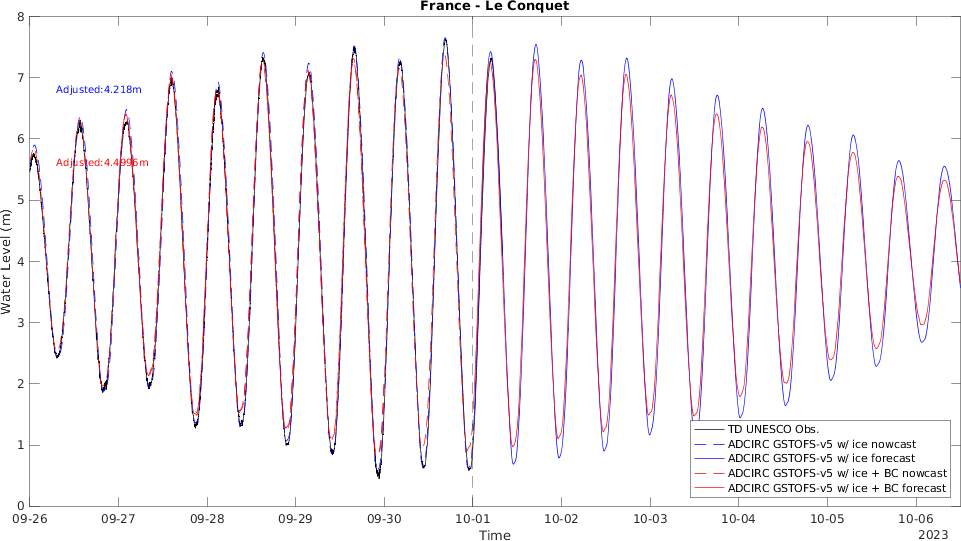 France - Le Conquet
8
7
6
5
4
3
2
1
0
Water Level (m)
Adjusted:4.218m
Adjusted:4.4996m
TD UNESCO Obs.
ADCIRC GSTOFS-v5 w/ ice nowcast
ADCIRC GSTOFS-v5 w/ ice forecast
ADCIRC GSTOFS-v5 w/ ice + BC nowcast
ADCIRC GSTOFS-v5 w/ ice + BC forecast
09-26 09-27 09-28 09-29 09-30 10-01 10-02 10-03 10-04 10-05 10-06
Time
2023